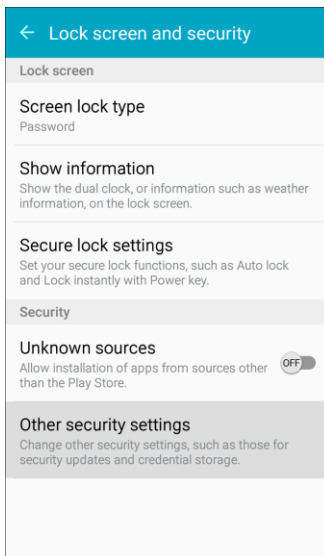 Lock screen and security
Lock screen
Screen lock type
Password
Show information
Show the dual clock, or information such as weather
information, on the lock screen.
Secure lock settings
Set your secure lock functions, such as Auto lock
and Lock instantly with Power key.
Security
Unknown sources
Allow installation of apps from sources other
than the Play Store.
OFF
Other security settings
Change other security settings, such as those for
security updates and credential storage.